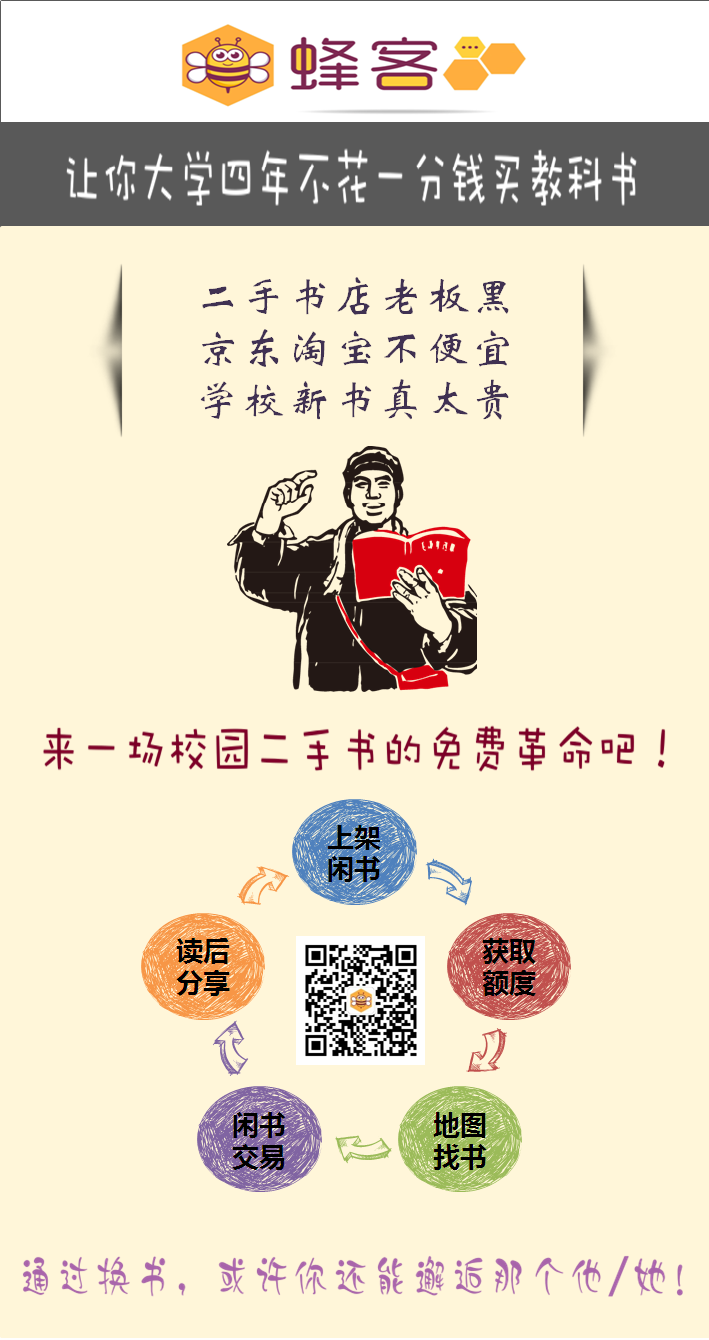 蜂客
让你大学四年不花一分钱买教科书
二手书店老板黑
京东淘宝不便宜
学校新书真太贵
来一场校园二手书的免费革命吧！
上架
闲书
获取
额度
地图
找书
闲书
交易
读后
分享
通过换书，或许你还能邂逅那个他/她！